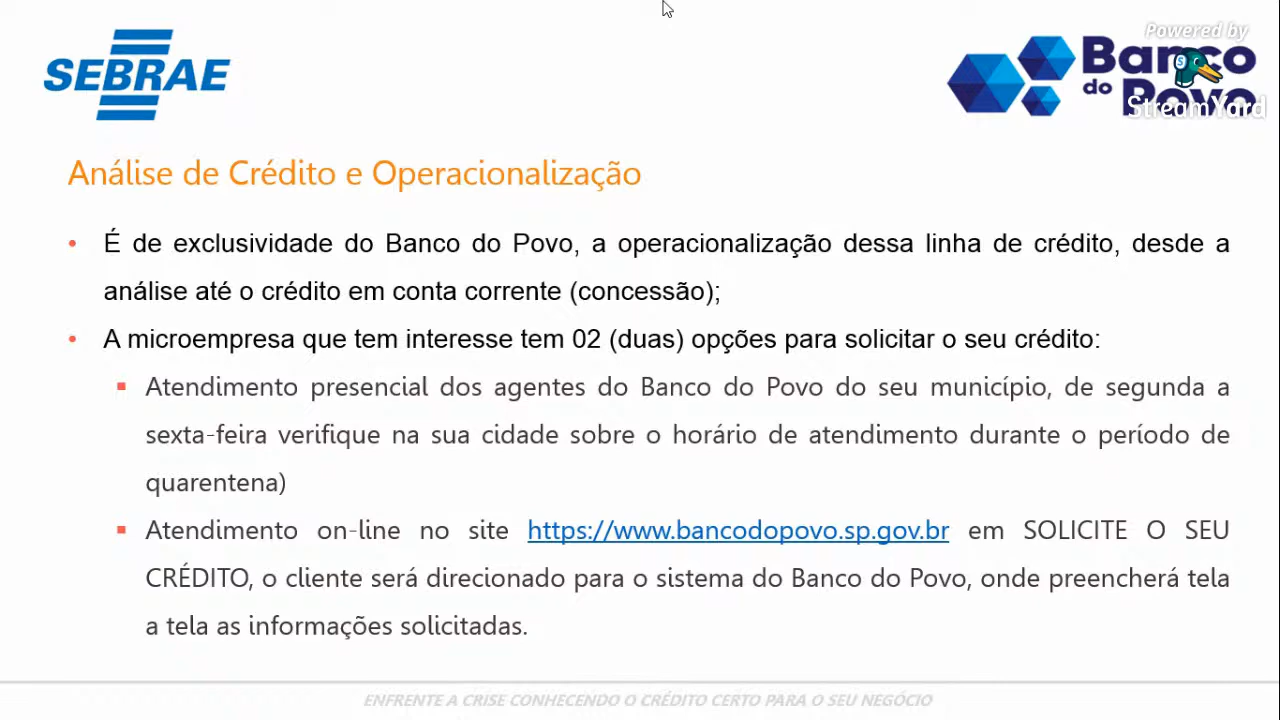 SEBRAE
Powered by
Banco
do Povo
StreamYard
Análise de Crédito e Operacionalização
• É de exclusividade do Banco do Povo, a operacionalização dessa linha de crédito, desde a
análise até o crédito em conta corrente (concessão);
• A microempresa que tem interesse tem 02 (duas) opções para solicitar o seu crédito:
▪ Atendimento presencial dos agentes do Banco do Povo do seu município, de segunda a
sexta-feira verifique na sua cidade sobre o horário de atendimento durante o período de
quarentena)
▪ Atendimento on-line no site https://www.bancodopovo.sp.gov.br em SOLICITE O SEU
CRÉDITO, o cliente será direcionado para o sistema do Banco do Povo, onde preencherá tela
a tela as informações solicitadas.
ENFRENTE A CRISE CONHECENDO O CRÉDITO CERTO PARA O SEU NEGÓCIO